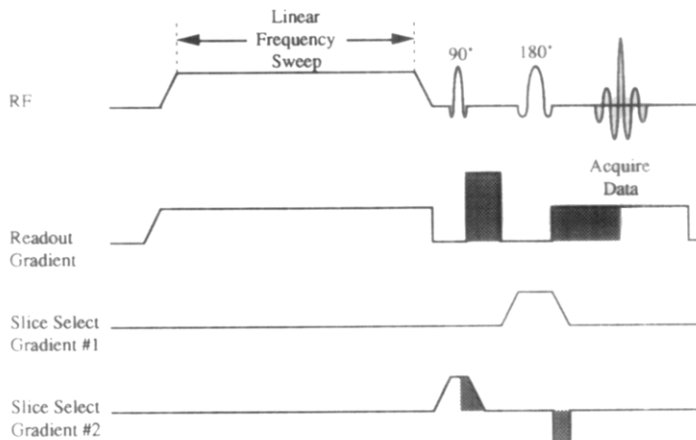 Linear
Frequency
Sweep
90°
180°
RF
Acquire
Data
Readout
Gradient
Slice Select
Gradient #1
Slice Select
Gradient #2